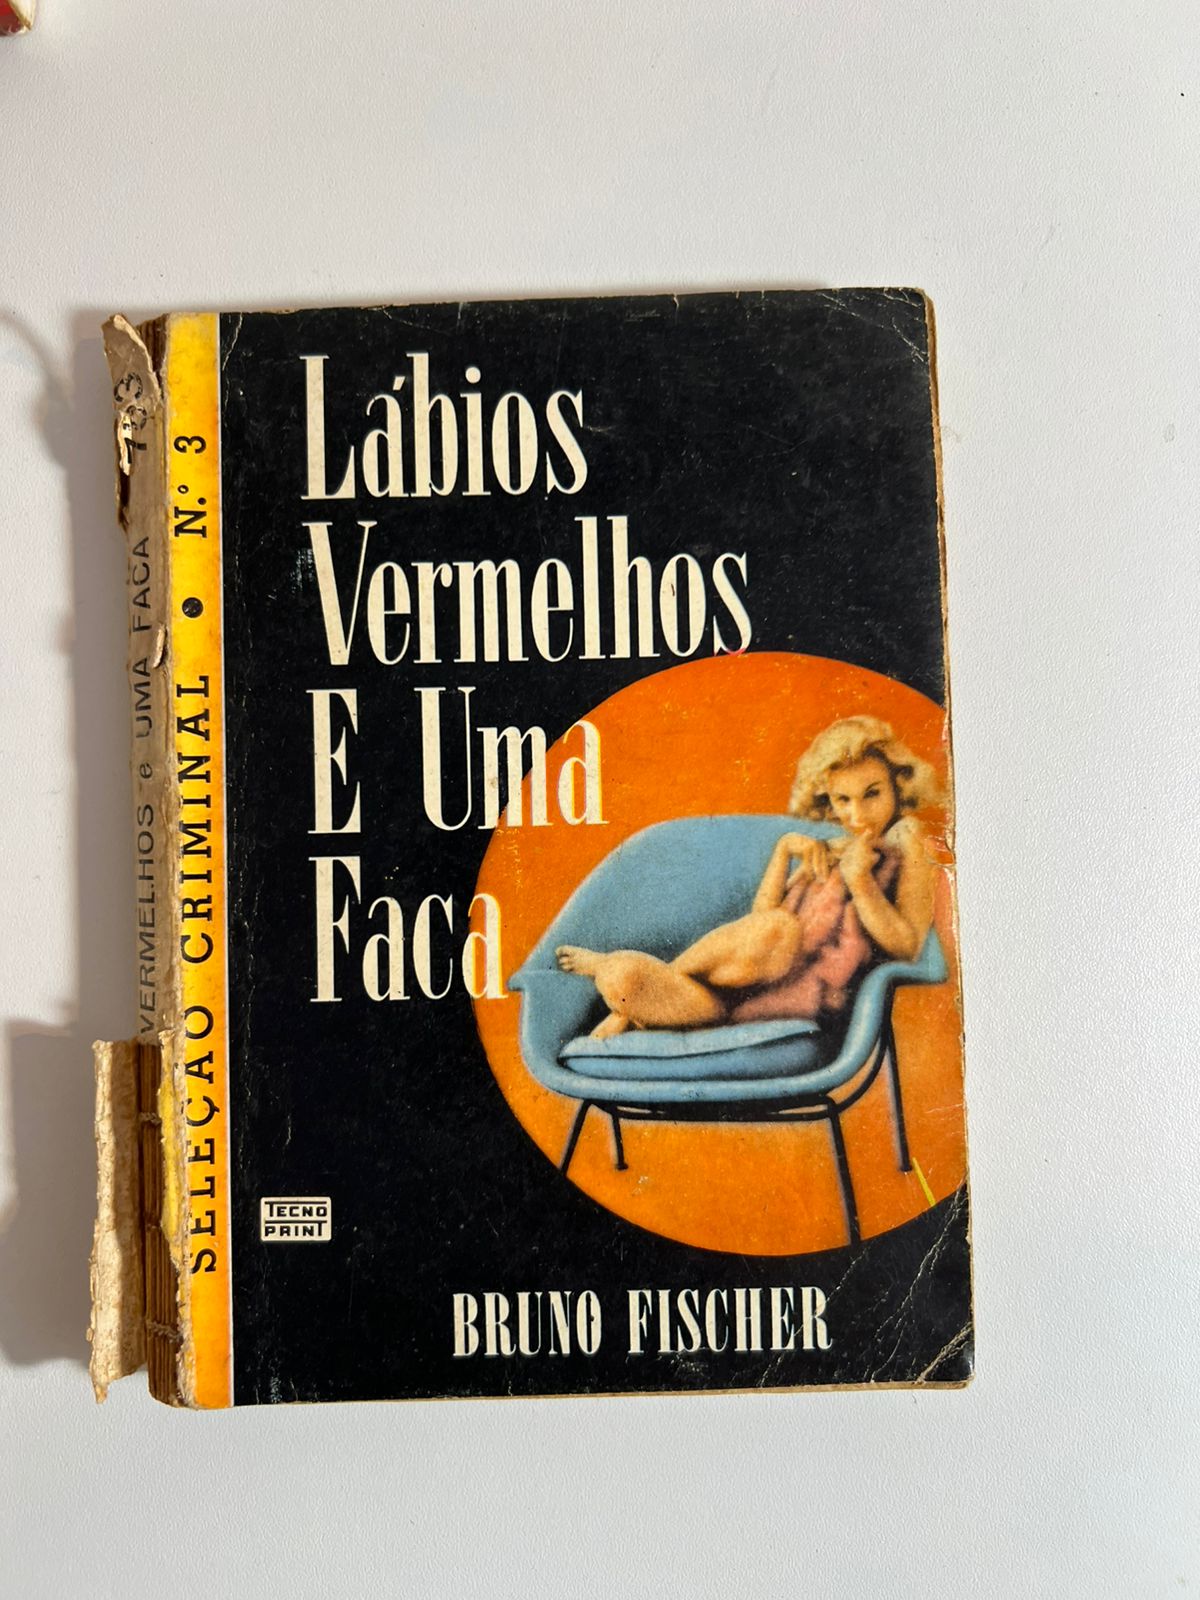 Lábios
Vermelhos
E Uma
Faca
TECNO
PRINT
BRUNO FISCHER
SELEÇÃO CRIMINAL • N.º 3
VERMELHOS e UMA FACA